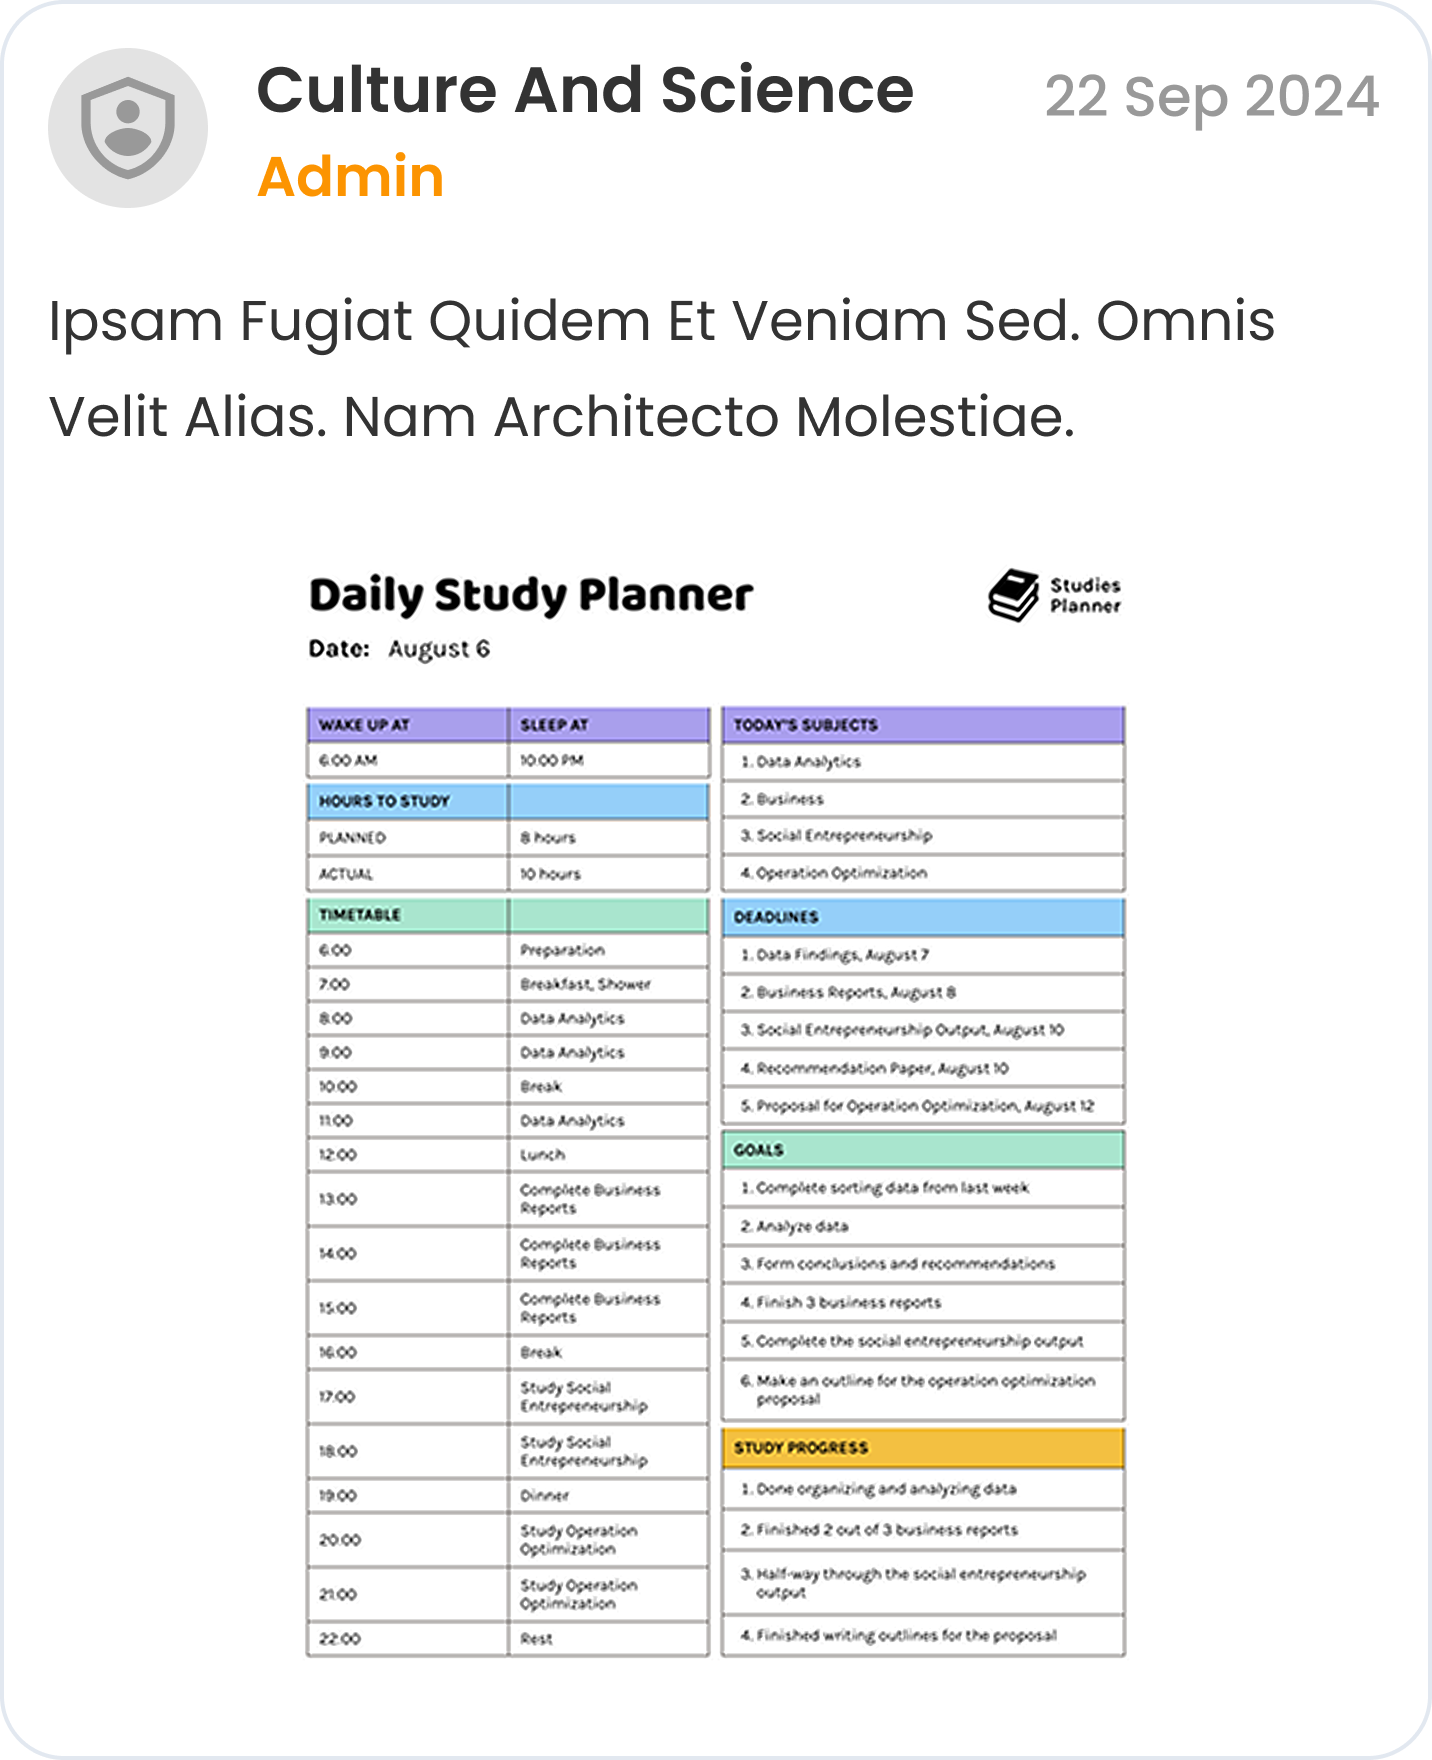 Culture And Science
22 Sep 2024
Admin
Ipsam Fugiat Quidem Et Veniam Sed. Omnis
Velit Alias. Nam Architecto Molestiae.
Daily Study Planner
Studies
Planner
Date: August 6
WAKE UP AT SLEEP AT
6:00 AM 10:00 PM
HOURS TO STUDY
PLANNED 8 hours
ACTUAL 10 hours
TIMETABLE
6:00 Preparation
7:00 Breakfast, Shower
8:00 Data Analytics
9:00 Data Analytics
10:00 Break
11:00 Data Analytics
12:00 Lunch
13:00 Complete Business
Reports
14:00 Complete Business
Reports
15:00 Complete Business
Reports
16:00 Break
17:00 Study Social
Entrepreneurship
18:00 Study Social
Entrepreneurship
19:00 Dinner
20:00 Study Operation
Optimization
21:00 Study Operation
Optimization
22:00 Rest
TODAY'S SUBJECTS
1. Data Analytics
2. Business
3. Social Entrepreneurship
4. Operation Optimization
DEADLINES
1. Data Findings, August 7
2. Business Reports, August 8
3. Social Entrepreneurship Output, August 10
4. Recommendation Paper, August 10
5. Proposal for Operation Optimization, August 12
GOALS
1. Complete sorting data from last week
2. Analyze data
3. Form conclusions and recommendations
4. Finish 3 business reports
5. Complete the social entrepreneurship output
6. Make an outline for the operation optimization
proposal
STUDY PROGRESS
1. Done organizing and analyzing data
2. Finished 2 out of 3 business reports
3. Half-way through the social entrepreneurship
output
4. Finished writing outlines for the proposal